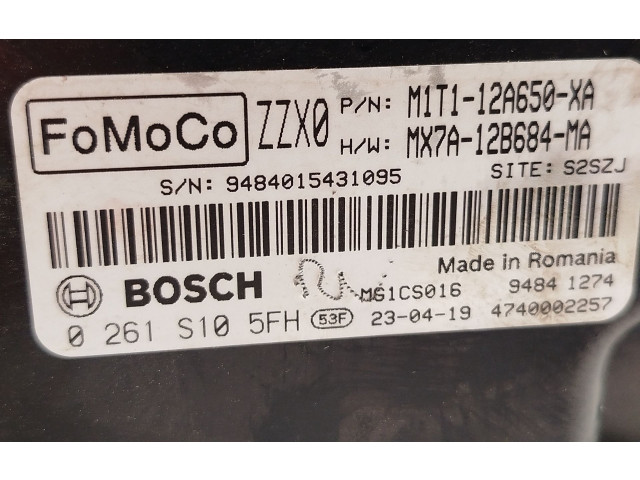 FoMoCo ZZX0 P/N: M1T1-12A650-XA
H/W: MX7A-12B684-MA
S/N: 9484015431095 SITE: S2SZJ
BOSCH M61CS016 Made in Romania
9484 1274
0 261 S10 5FH 53F 23-04-19 4740002257